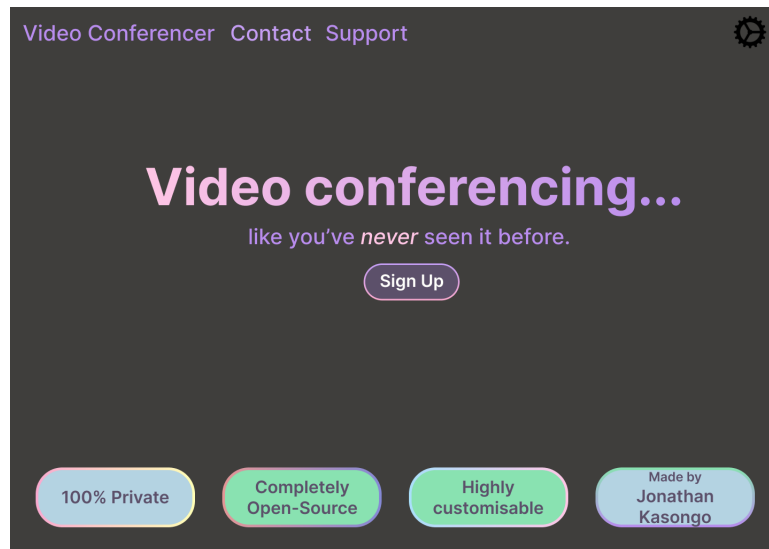 Video Conferencer Contact Support
Video conferencing...
like you’ve never seen it before.
Sign Up
100% Private
Completely
Open-Source
Highly
customisable
Made by
Jonathan
Kasongo